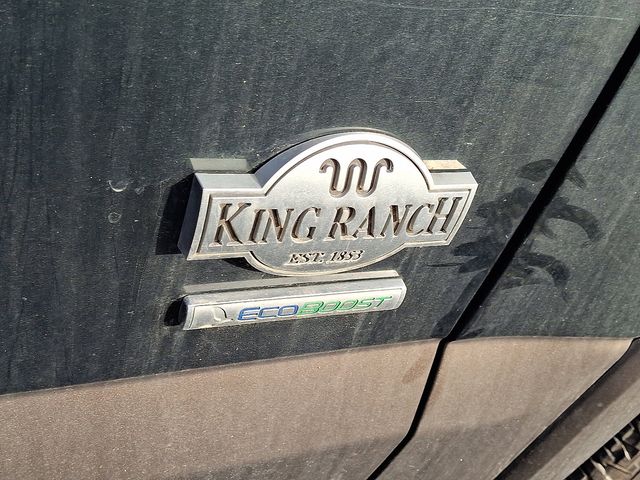 KING RANCH
EST. 1853
ECOBOOST